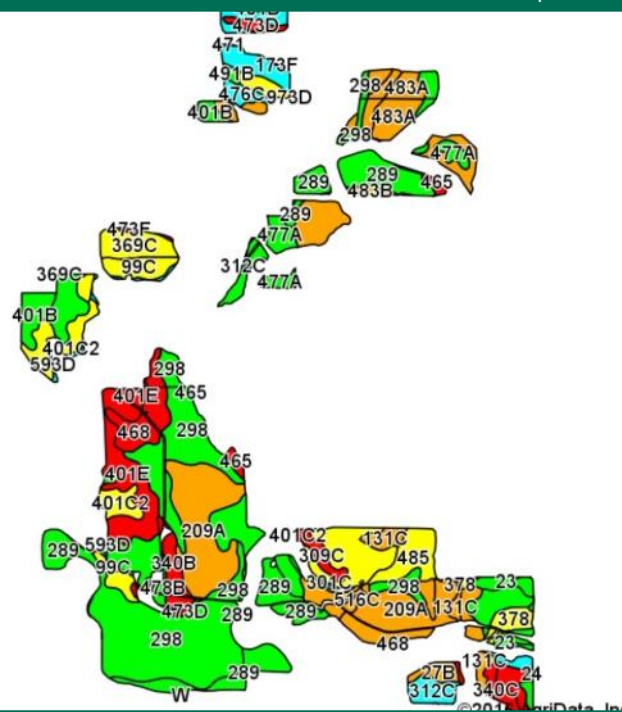 473D
471
173F
491B
476C 973D
401B
298 483A
483A
298
477A
289
289
483B
465
289
477A
312C
477A
473F
369C
99C
369C
401B
401C2
593D
298
401E
465
468
298
465
401E
401C2
209A
289
593D
99C
340B
478B
298
473D
289
298
289
W
401C2
131C
309C
485
289
301C
298
378
23
516C
289
209A
131C
378
468
23
131C
27B
24
312C
340C